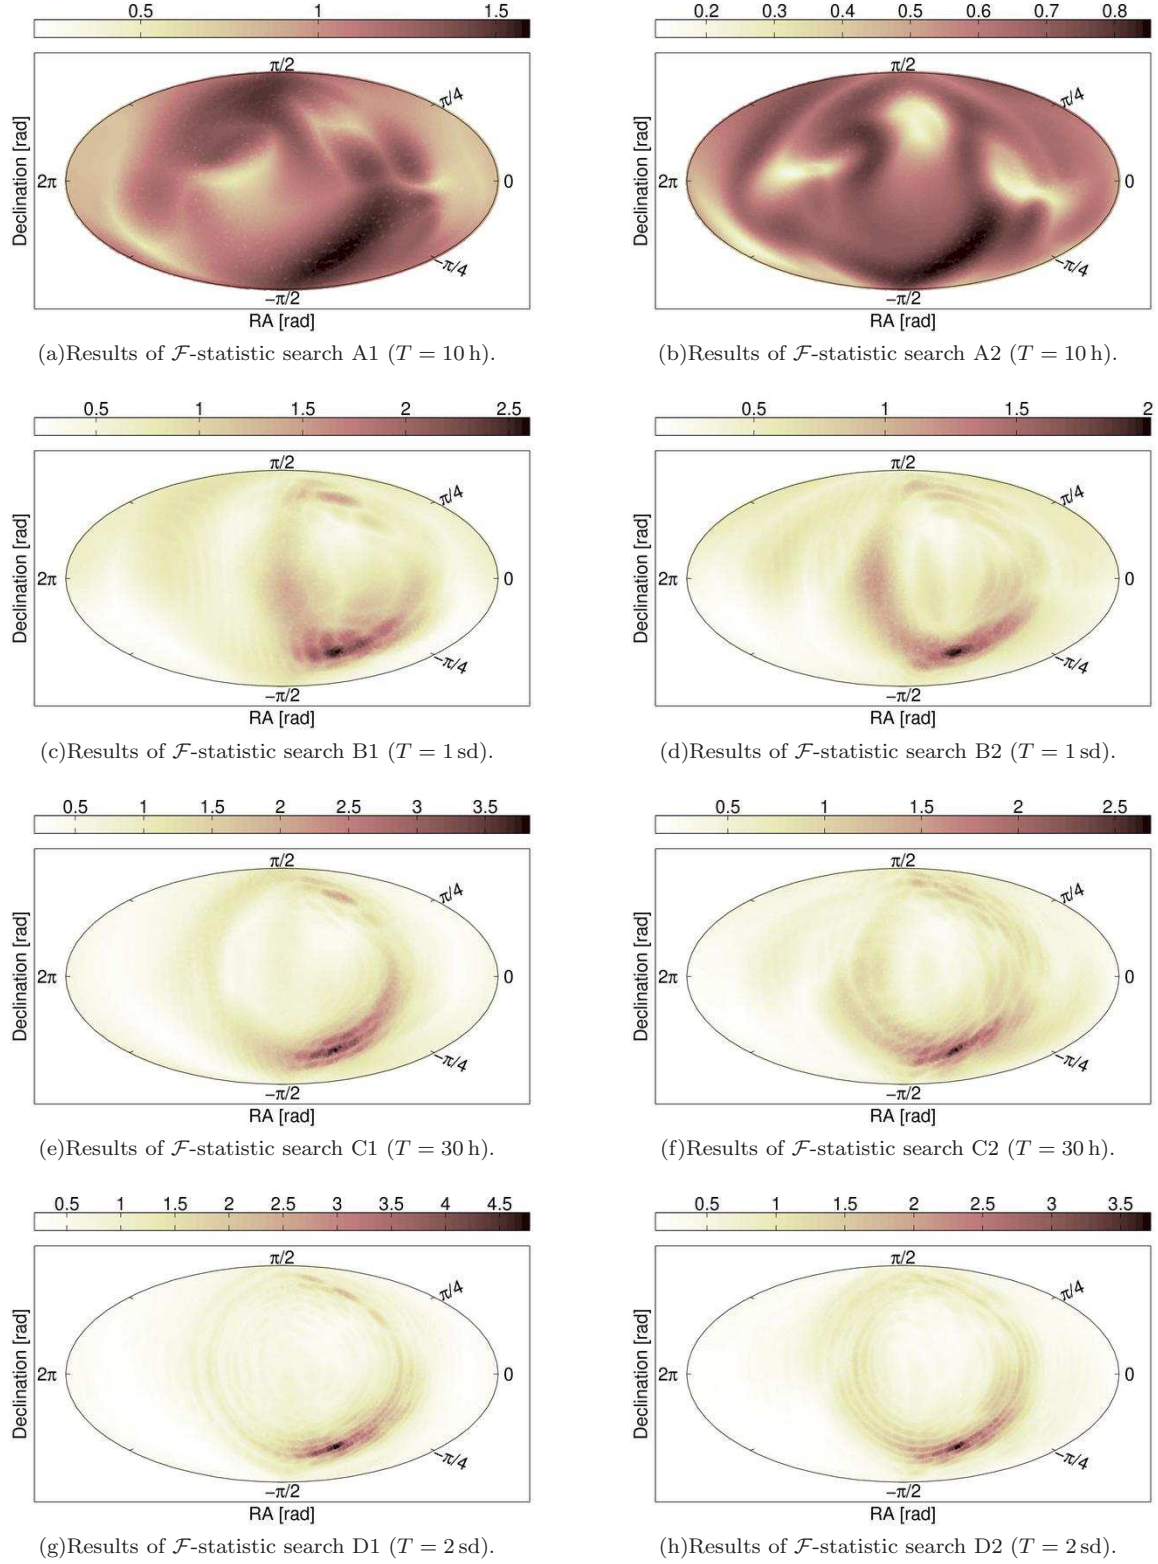 0.5 1 1.5
0.2 0.3 0.4 0.5 0.6 0.7 0.8
π/2
π/4
Declination [rad]
2π
0
−π/4
−π/2
RA [rad]
π/2
π/4
Declination [rad]
2π
0
−π/4
−π/2
RA [rad]
(a)Results of F-statistic search A1 (T = 10 h).
(b)Results of F-statistic search A2 (T = 10 h).
0.5 1 1.5 2 2.5
0.5 1 1.5 2
π/2
π/4
Declination [rad]
2π
0
−π/4
−π/2
RA [rad]
π/2
π/4
Declination [rad]
2π
0
−π/4
−π/2
RA [rad]
(c)Results of F-statistic search B1 (T = 1 sd).
(d)Results of F-statistic search B2 (T = 1 sd).
0.5 1 1.5 2 2.5 3 3.5
0.5 1 1.5 2 2.5
π/2
π/4
Declination [rad]
2π
0
−π/4
−π/2
RA [rad]
π/2
π/4
Declination [rad]
2π
0
−π/4
−π/2
RA [rad]
(e)Results of F-statistic search C1 (T = 30 h).
(f)Results of F-statistic search C2 (T = 30 h).
0.5 1 1.5 2 2.5 3 3.5 4 4.5
0.5 1 1.5 2 2.5 3 3.5
π/2
π/4
Declination [rad]
2π
0
−π/4
−π/2
RA [rad]
π/2
π/4
Declination [rad]
2π
0
−π/4
−π/2
RA [rad]
(g)Results of F-statistic search D1 (T = 2 sd).
(h)Results of F-statistic search D2 (T = 2 sd).